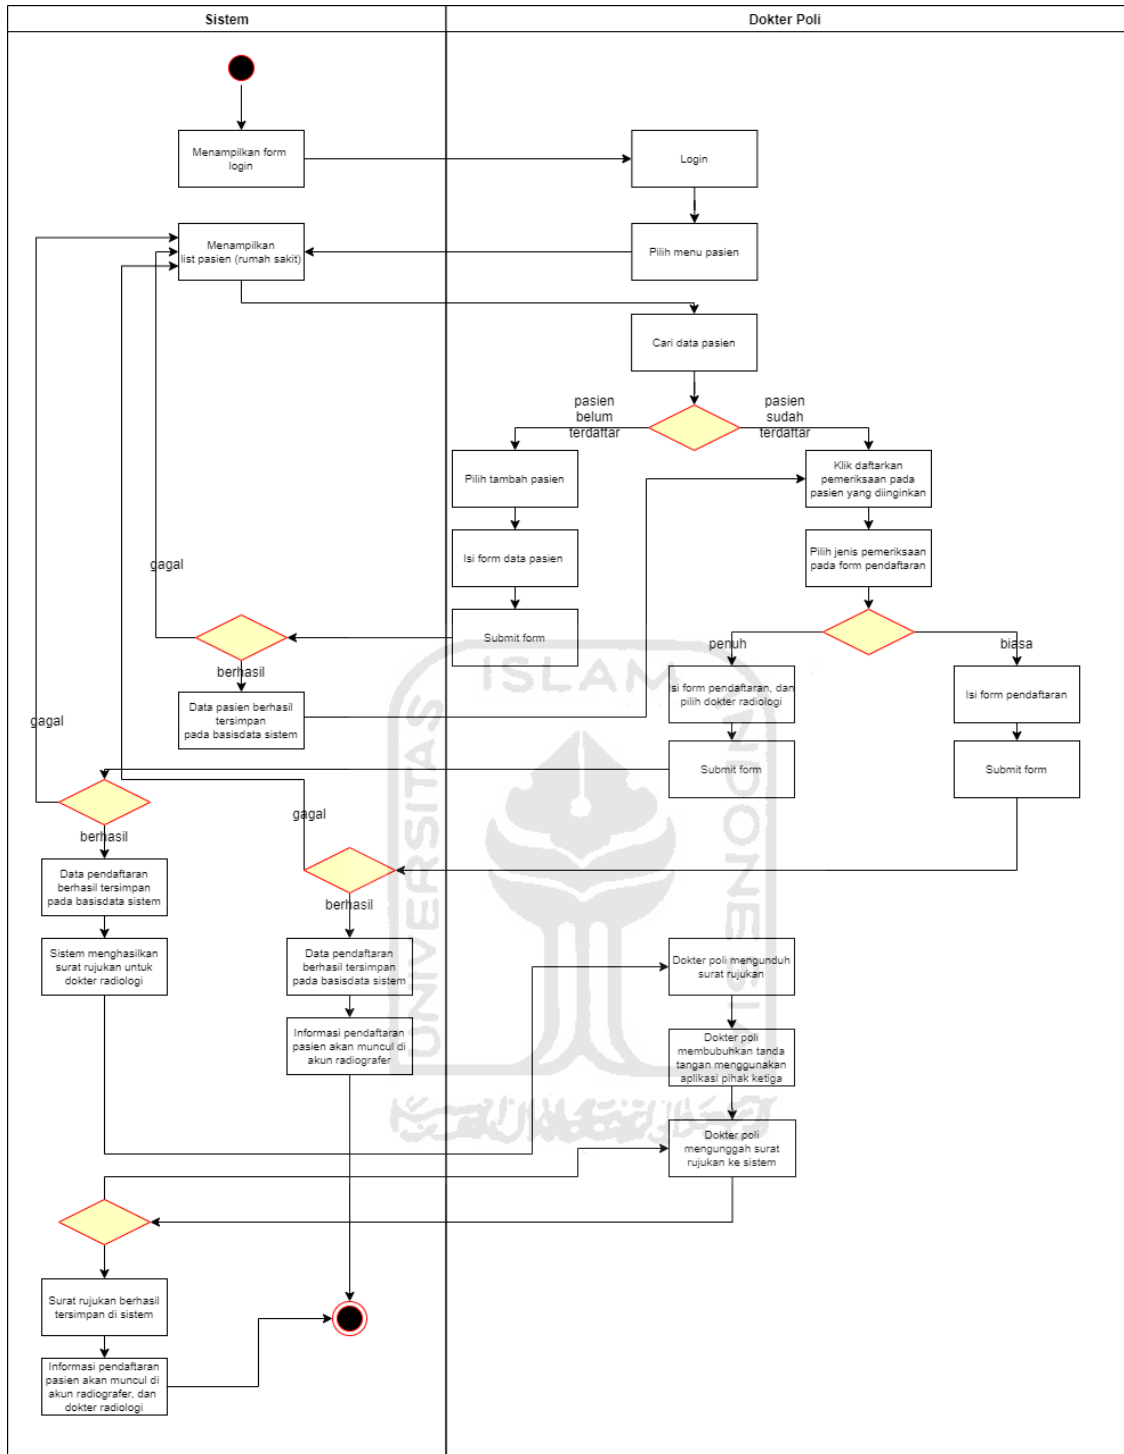 Sistem
Dokter Poli
Menampilkan form
login
Login
Menampilkan
list pasien (rumah sakit)
Pilih menu pasien
Cari data pasien
pasien
belum
terdaftar
pasien
sudah
terdaftar
Pilih tambah pasien
Klik daftarkan
pemeriksaan pada
pasien yang diinginkan
Isi form data pasien
Pilih jenis pemeriksaan
pada form pendaftaran
gagal
Submit form
berhasil
penuh
biasa
Data pasien berhasil
tersimpan
pada basisdata sistem
Isi form pendaftaran, dan
pilih dokter radiologi
Isi form pendaftaran
gagal
Submit form
Submit form
gagal
berhasil
Data pendaftaran
berhasil tersimpan
pada basisdata sistem
berhasil
Sistem menghasilkan
surat rujukan untuk
dokter radiologi
Data pendaftaran
berhasil tersimpan
pada basisdata sistem
Dokter poli mengunduh
surat rujukan
Informasi pendaftaran
pasien akan muncul di
akun radiografer
Dokter poli
membubuhkan tanda
tangan menggunakan
aplikasi pihak ketiga
Dokter poli
mengunggah surat
rujukan ke sistem
Surat rujukan berhasil
tersimpan di sistem
Informasi pendaftaran
pasien akan muncul di
akun radiografer, dan
dokter radiologi
UNIVERSITAS
ISLAM
INDONESIA